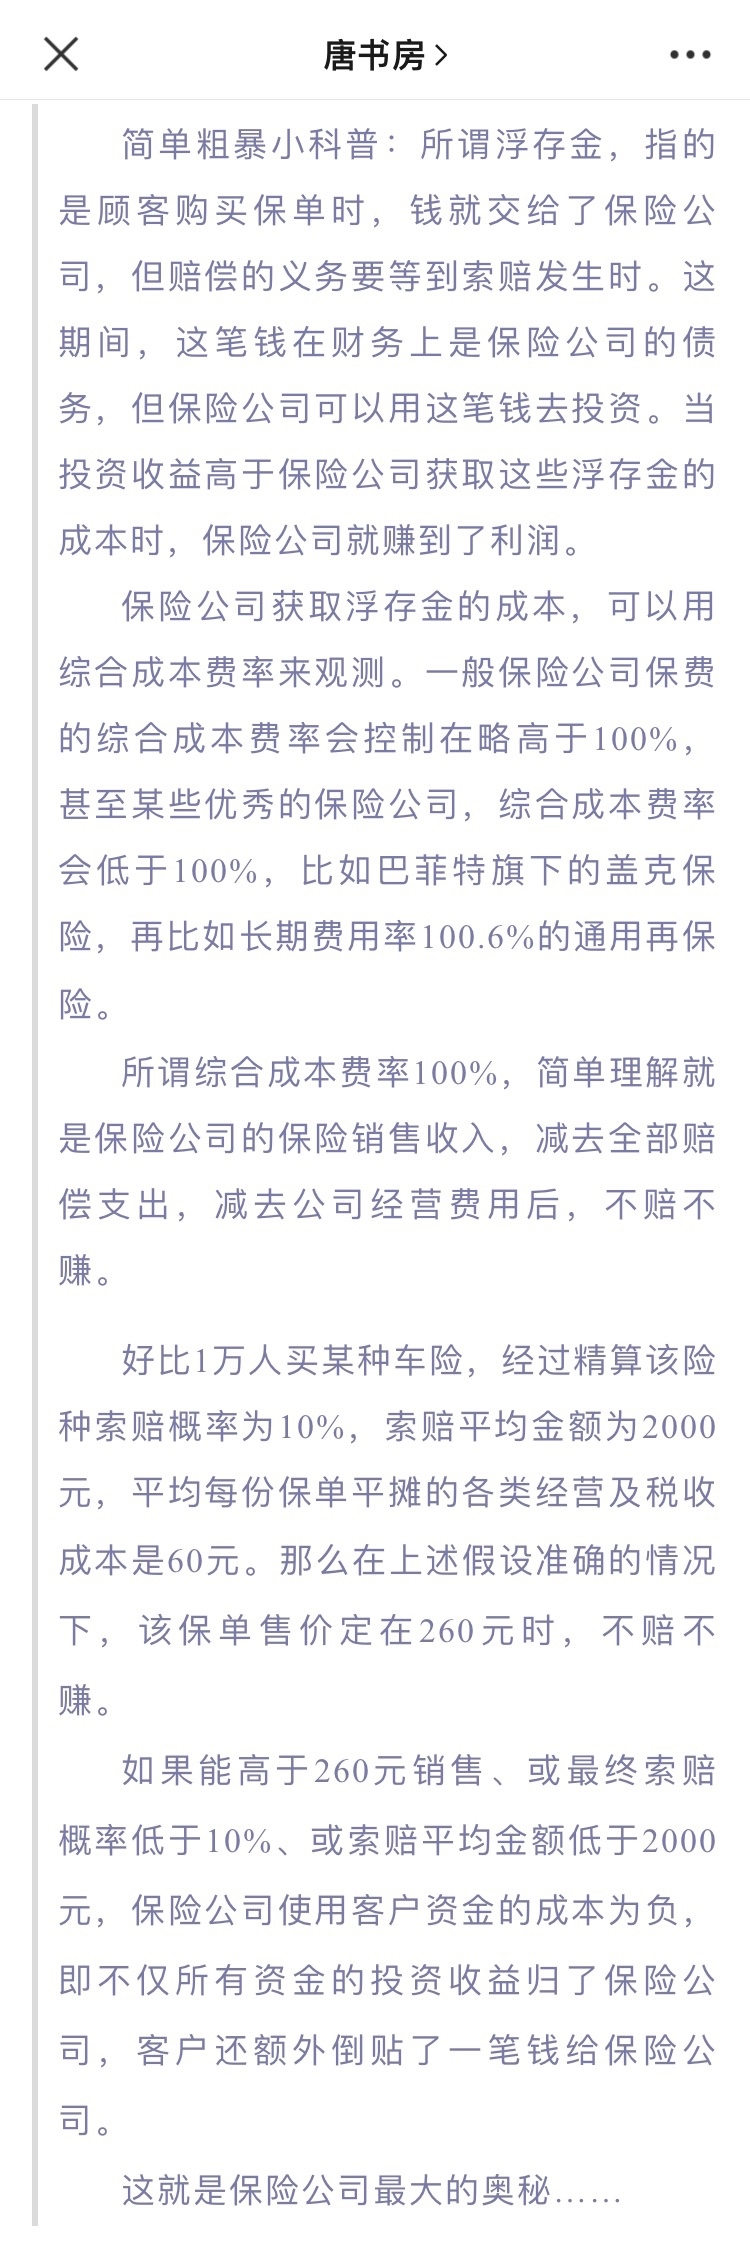 唐书房
简单粗暴小科普：所谓浮存金，指的
是顾客购买保单时，钱就交给了保险公
司，但赔偿的义务要等到索赔发生时。这
期间，这笔钱在财务上是保险公司的债
务，但保险公司可以用这笔钱去投资。当
投资收益高于保险公司获取这些浮存金的
成本时，保险公司就赚到了利润。
保险公司获取浮存金的成本，可以用
综合成本费率来观测。一般保险公司保费
的综合成本费率会控制在略高于100%，
甚至某些优秀的保险公司，综合成本费率
会低于100%，比如巴菲特旗下的盖克保
险，再比如长期费用率100.6%的通用再保
险。
所谓综合成本费率100%，简单理解就
是保险公司的保险销售收入，减去全部赔
偿支出，减去公司经营费用后，不赔不
赚。
好比1万人买某种车险，经过精算该险
种索赔概率为10%，索赔平均金额为2000
元，平均每份保单平摊的各类经营及税收
成本是60元。那么在上述假设准确的情况
下，该保单售价定在260元时，不赔不
赚。
如果能高于260元销售、或最终索赔
概率低于10%、或索赔平均金额低于2000
元，保险公司使用客户资金的成本为负，
即不仅所有资金的投资收益归了保险公
司，客户还额外倒贴了一笔钱给保险公
司。
这就是保险公司最大的奥秘……